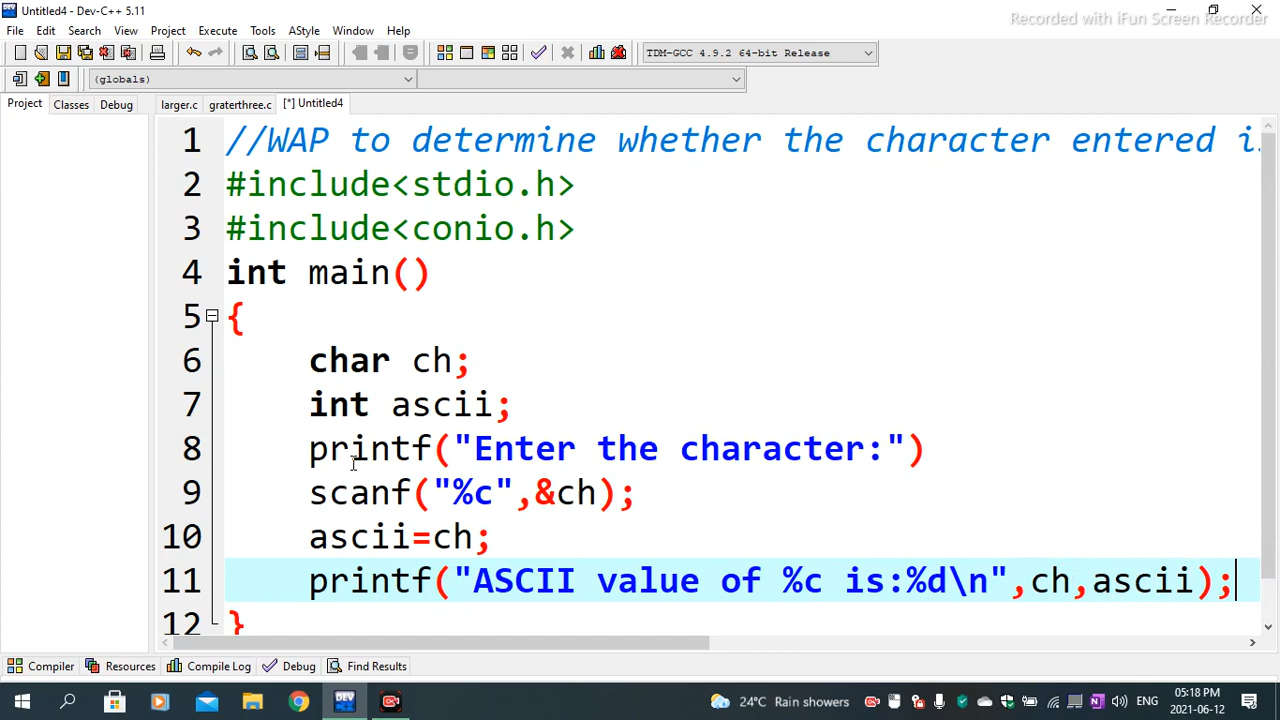 Untitled4 - Dev-C++ 5.11
Recorded with iFun Screen Recorder
File Edit Search View Project Execute Tools AStyle Window Help
TDM-GCC 4.9.2 64-bit Release
(globals)
Project Classes Debug larger.c graterthree.c [*] Untitled4
1 //WAP to determine whether the character entered is
2 #include<stdio.h>
3 #include<conio.h>
4 int main()
5 {
6 char ch;
7 int ascii;
8 printf("Enter the character:")
9 scanf("%c",&ch);
10 ascii=ch;
11 printf("ASCII value of %c is:%d\n",ch,ascii);
12 }
Compiler Resources Compile Log Debug Find Results
DEV 24°C Rain showers ENG 05:18 PM
2021-06-12